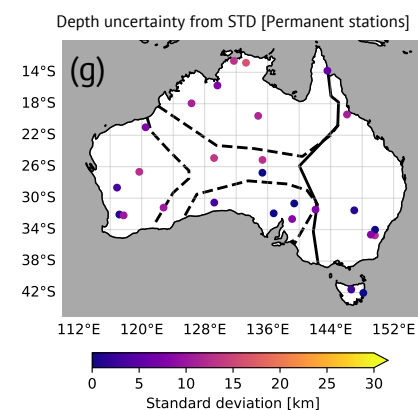 Depth uncertainty from STD [Permanent stations]
(g)
14°S
18°S
22°S
26°S
30°S
34°S
38°S
42°S
112°E 120°E 128°E 136°E 144°E 152°E
0 5 10 15 20 25 30
Standard deviation [km]